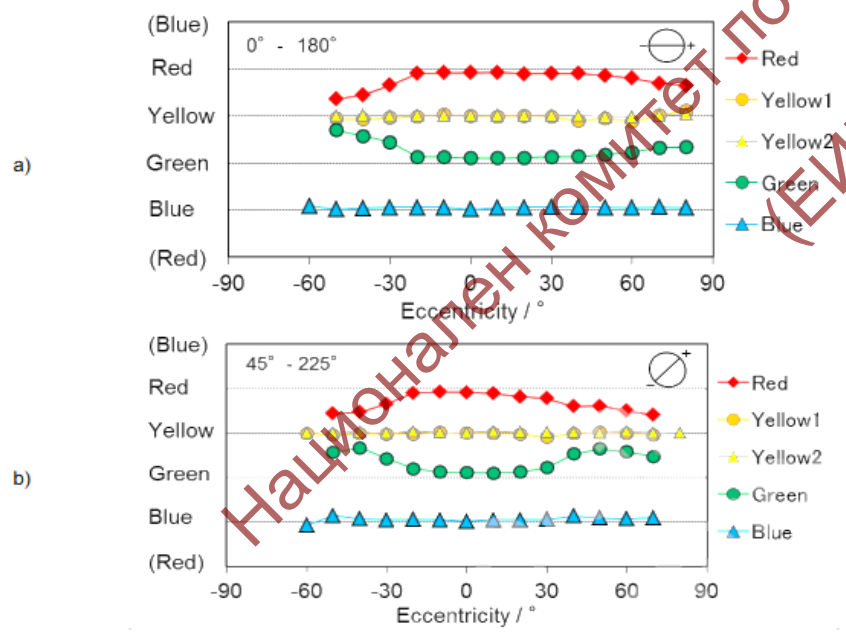 a)
(Blue)
Red
Yellow
Green
Blue
(Red)
0° - 180°
- +
Red
Yellow1
Yellow2
Green
Blue
-90 -60 -30 0 30 60 90
Eccentricity / °
b)
(Blue)
Red
Yellow
Green
Blue
(Red)
45° - 225°
- +
Red
Yellow1
Yellow2
Green
Blue
-90 -60 -30 0 30 60 90
Eccentricity / °
Национален комитет по
(ЕИ